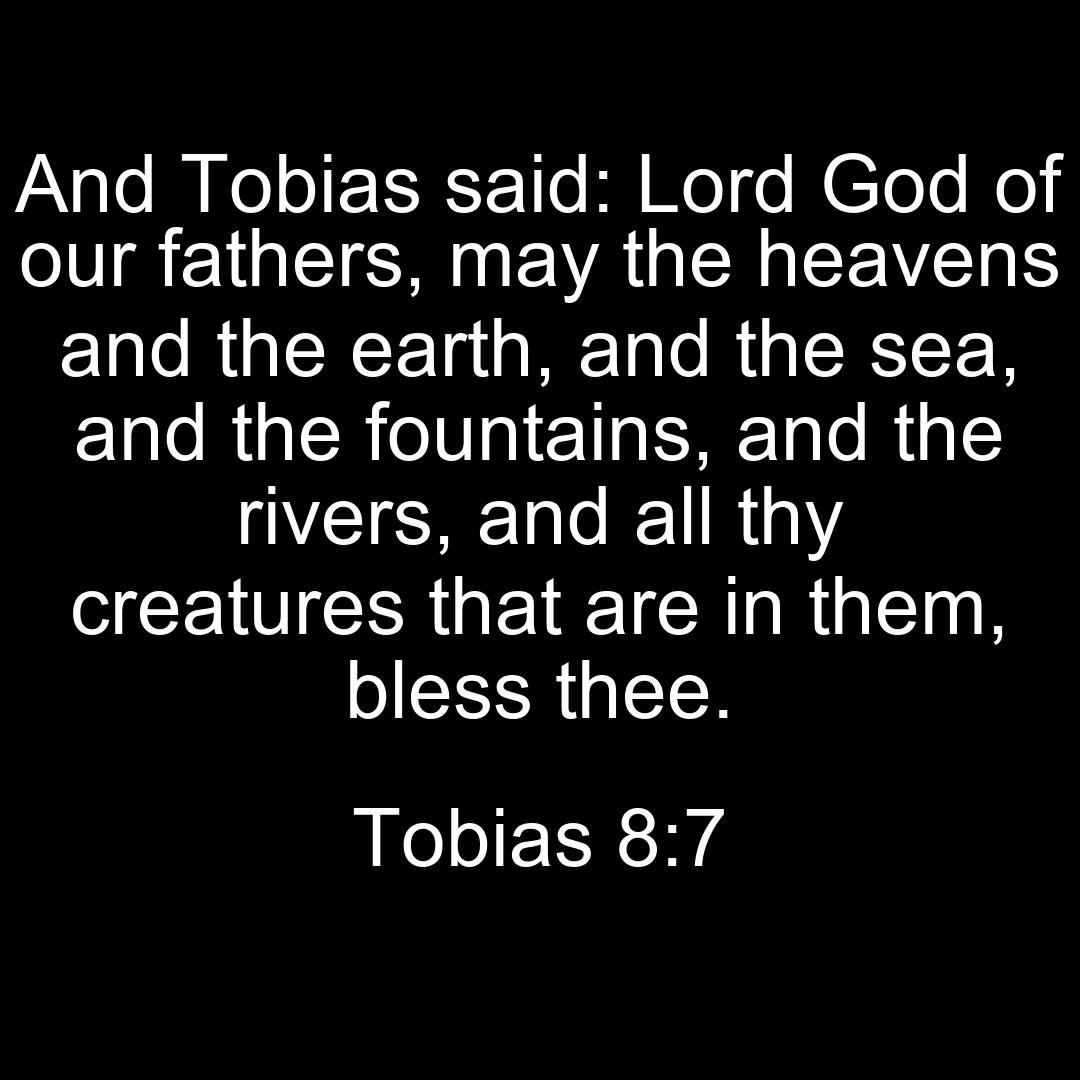 And Tobias said: Lord God of
our fathers, may the heavens
and the earth, and the sea,
and the fountains, and the
rivers, and all thy
creatures that are in them,
bless thee.
Tobias 8:7